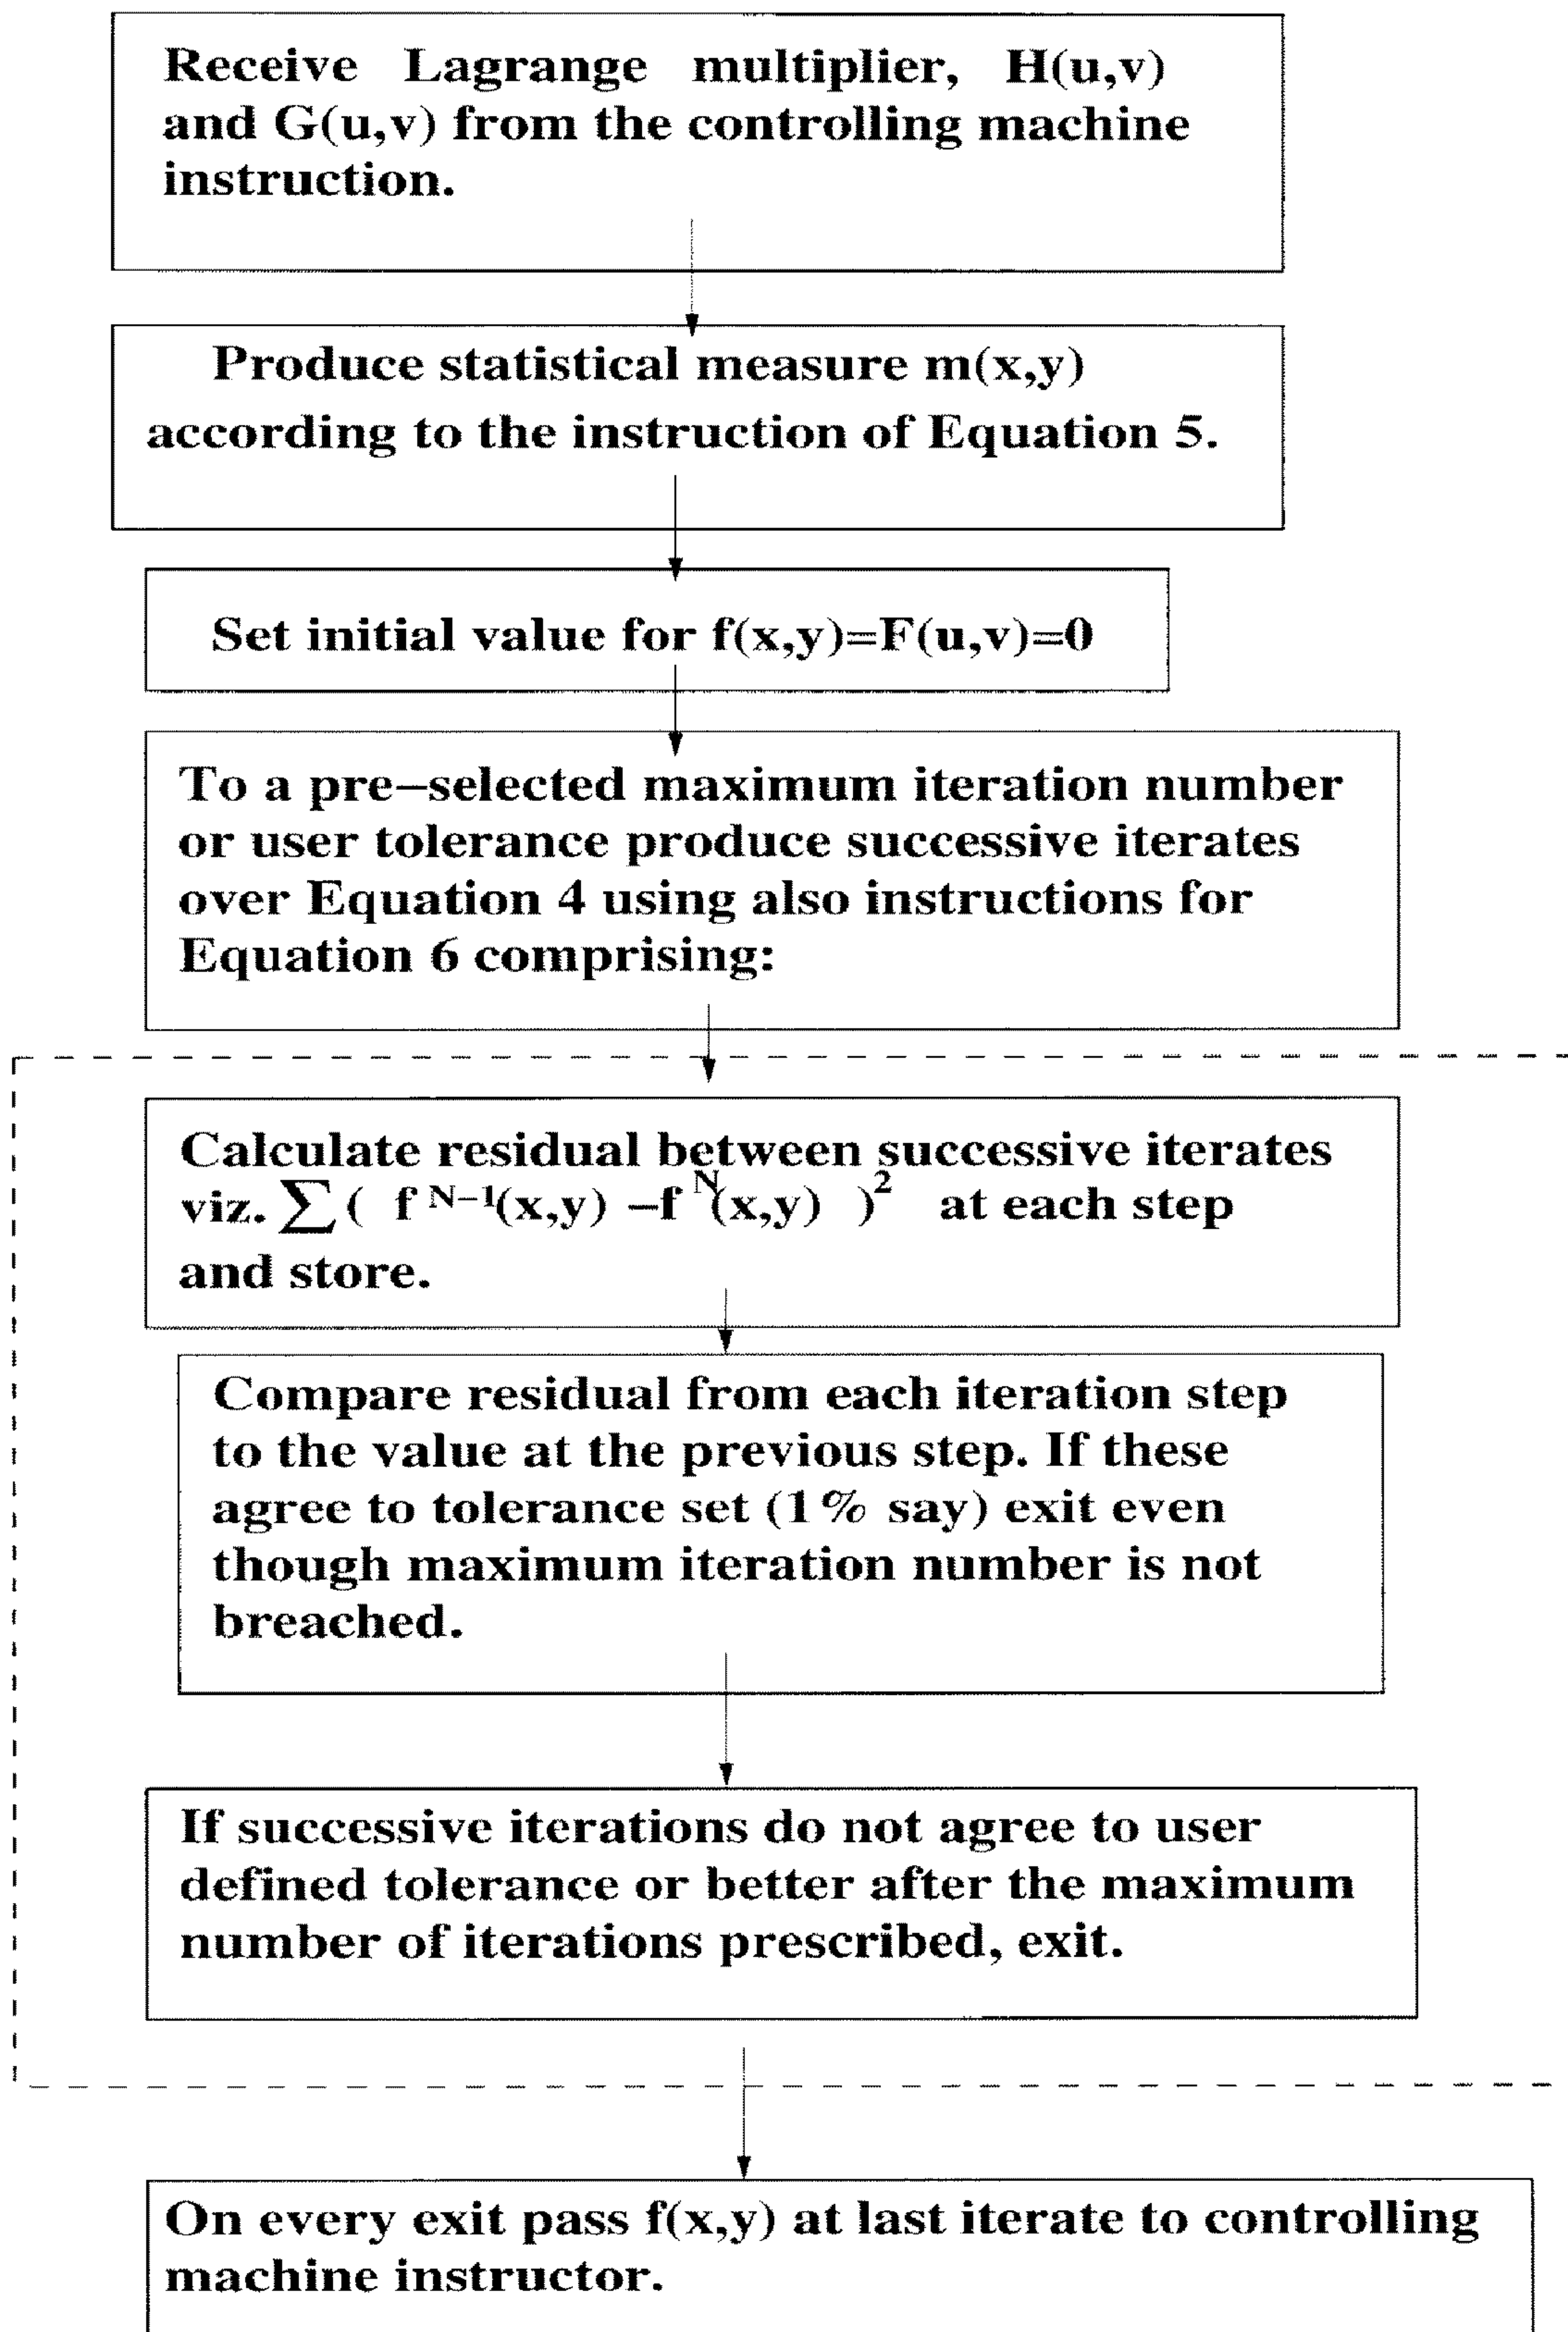 Receive Lagrange multiplier, H(u,v)
and G(u,v) from the controlling machine
instruction.
Produce statistical measure m(x,y)
according to the instruction of Equation 5.
Set initial value for f(x,y)=F(u,v)=0
To a pre–selected maximum iteration number
or user tolerance produce successive iterates
over Equation 4 using also instructions for
Equation 6 comprising:
Calculate residual between successive iterates
viz. ∑ ( f ^N–1(x,y) –f ^N(x,y) )^2 at each step
and store.
Compare residual from each iteration step
to the value at the previous step. If these
agree to tolerance set (1% say) exit even
though maximum iteration number is not
breached.
If successive iterations do not agree to user
defined tolerance or better after the maximum
number of iterations prescribed, exit.
On every exit pass f(x,y) at last iterate to controlling
machine instructor.